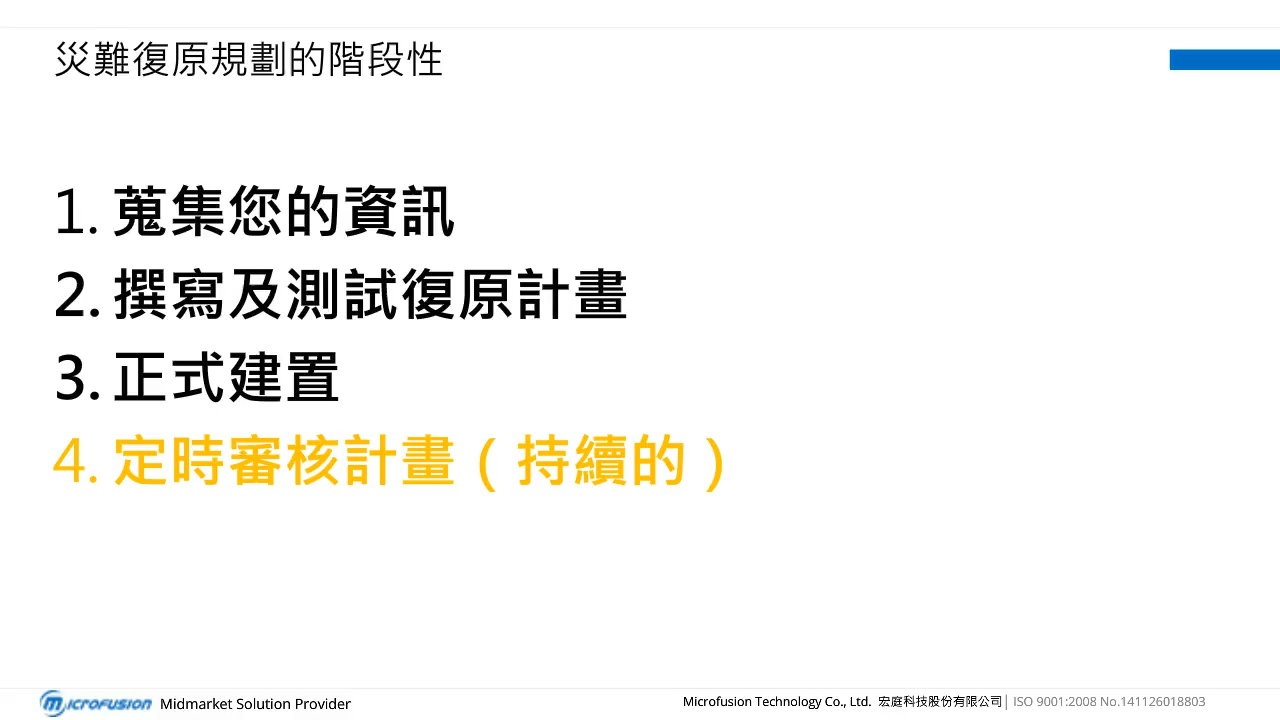 災難復原規劃的階段性
1. 蒐集您的資訊
2. 撰寫及測試復原計畫
3. 正式建置
4. 定時審核計畫（持續的）
MICROFUSION Midmarket Solution Provider
Microfusion Technology Co., Ltd. 宏庭科技股份有限公司│ ISO 9001:2008 No.141126018803